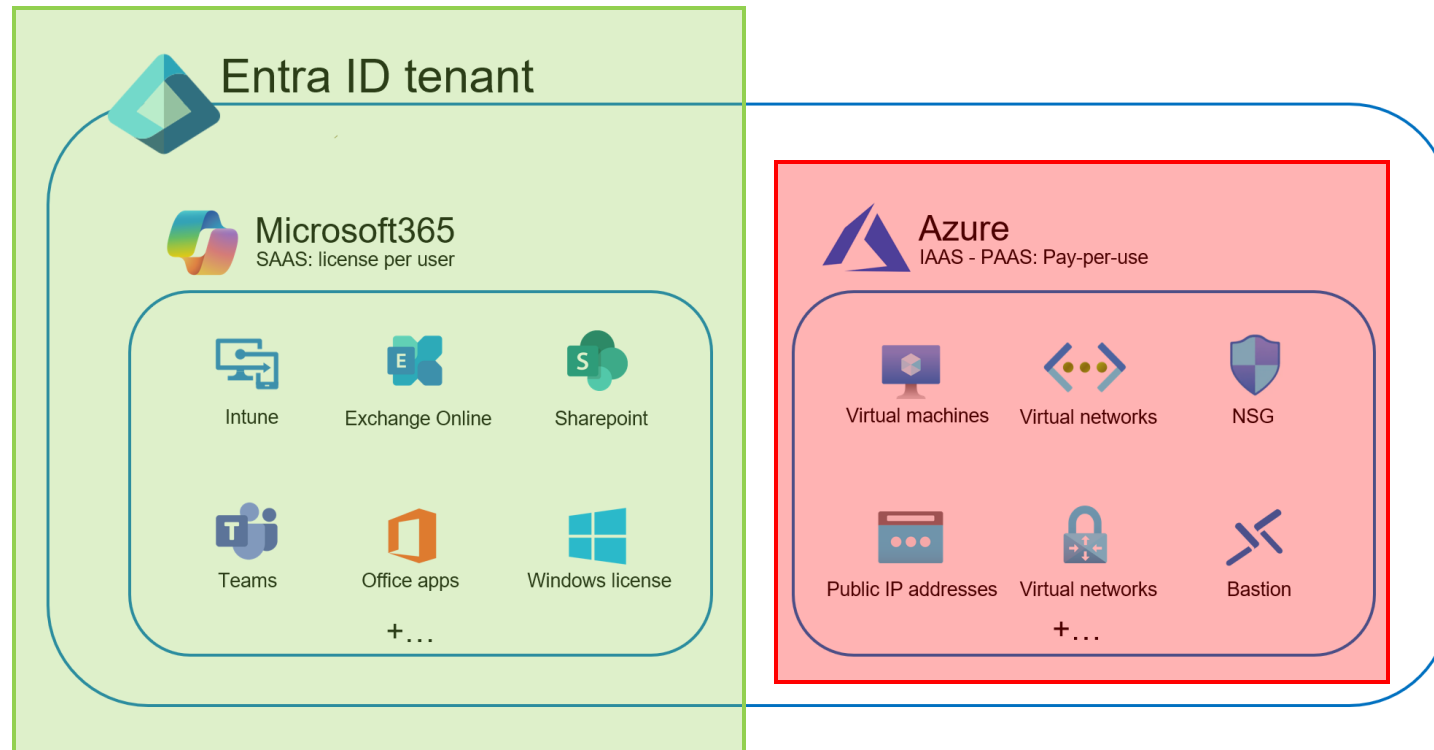 Entra ID tenant
Microsoft365
SAAS: license per user
Intune
Exchange Online
Sharepoint
Teams
Office apps
Windows license
+...
Azure
IAAS - PAAS: Pay-per-use
Virtual machines
Virtual networks
NSG
Public IP addresses
Virtual networks
Bastion
+...
E
S
T